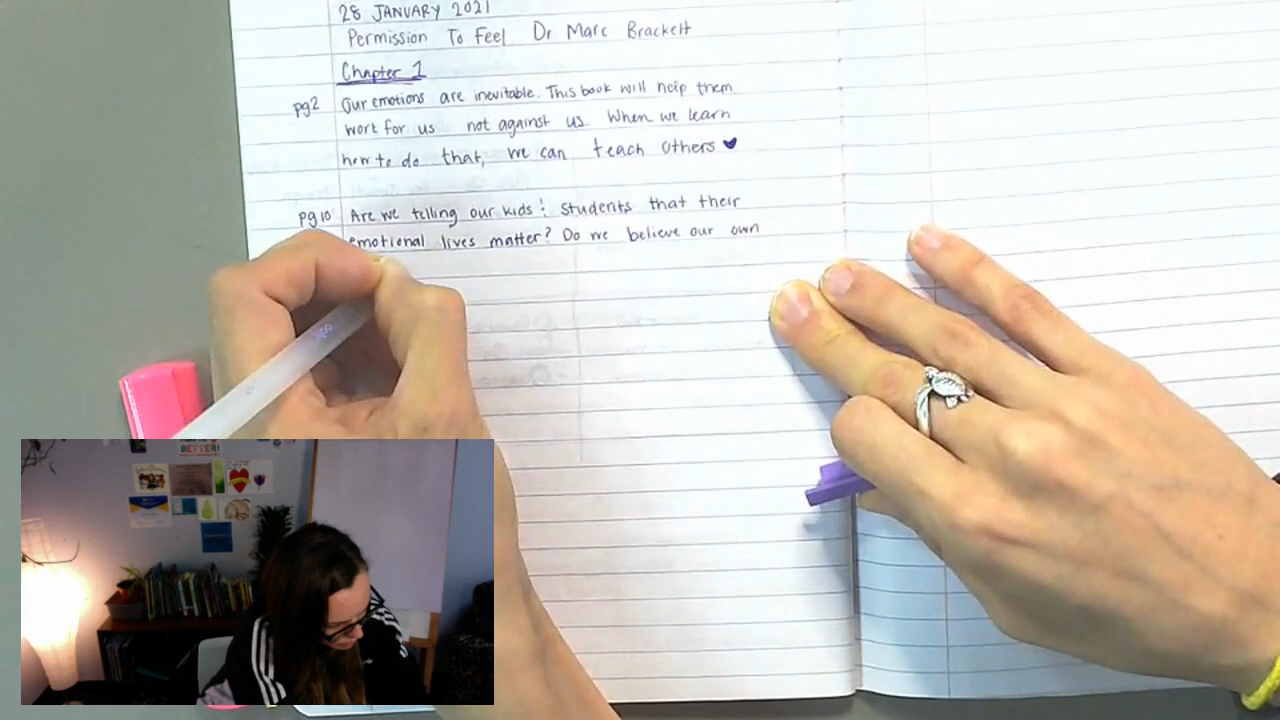 28 JANUARY 2021
Permission To Feel Dr Marc Brackett
Chapter 1
pg2 Our emotions are inevitable. This book will help them
work for us not against us. When we learn
how to do that, we can teach others
pg10 Are we telling our kids & students that their
emotional lives matter? Do we believe our own
BETTER!